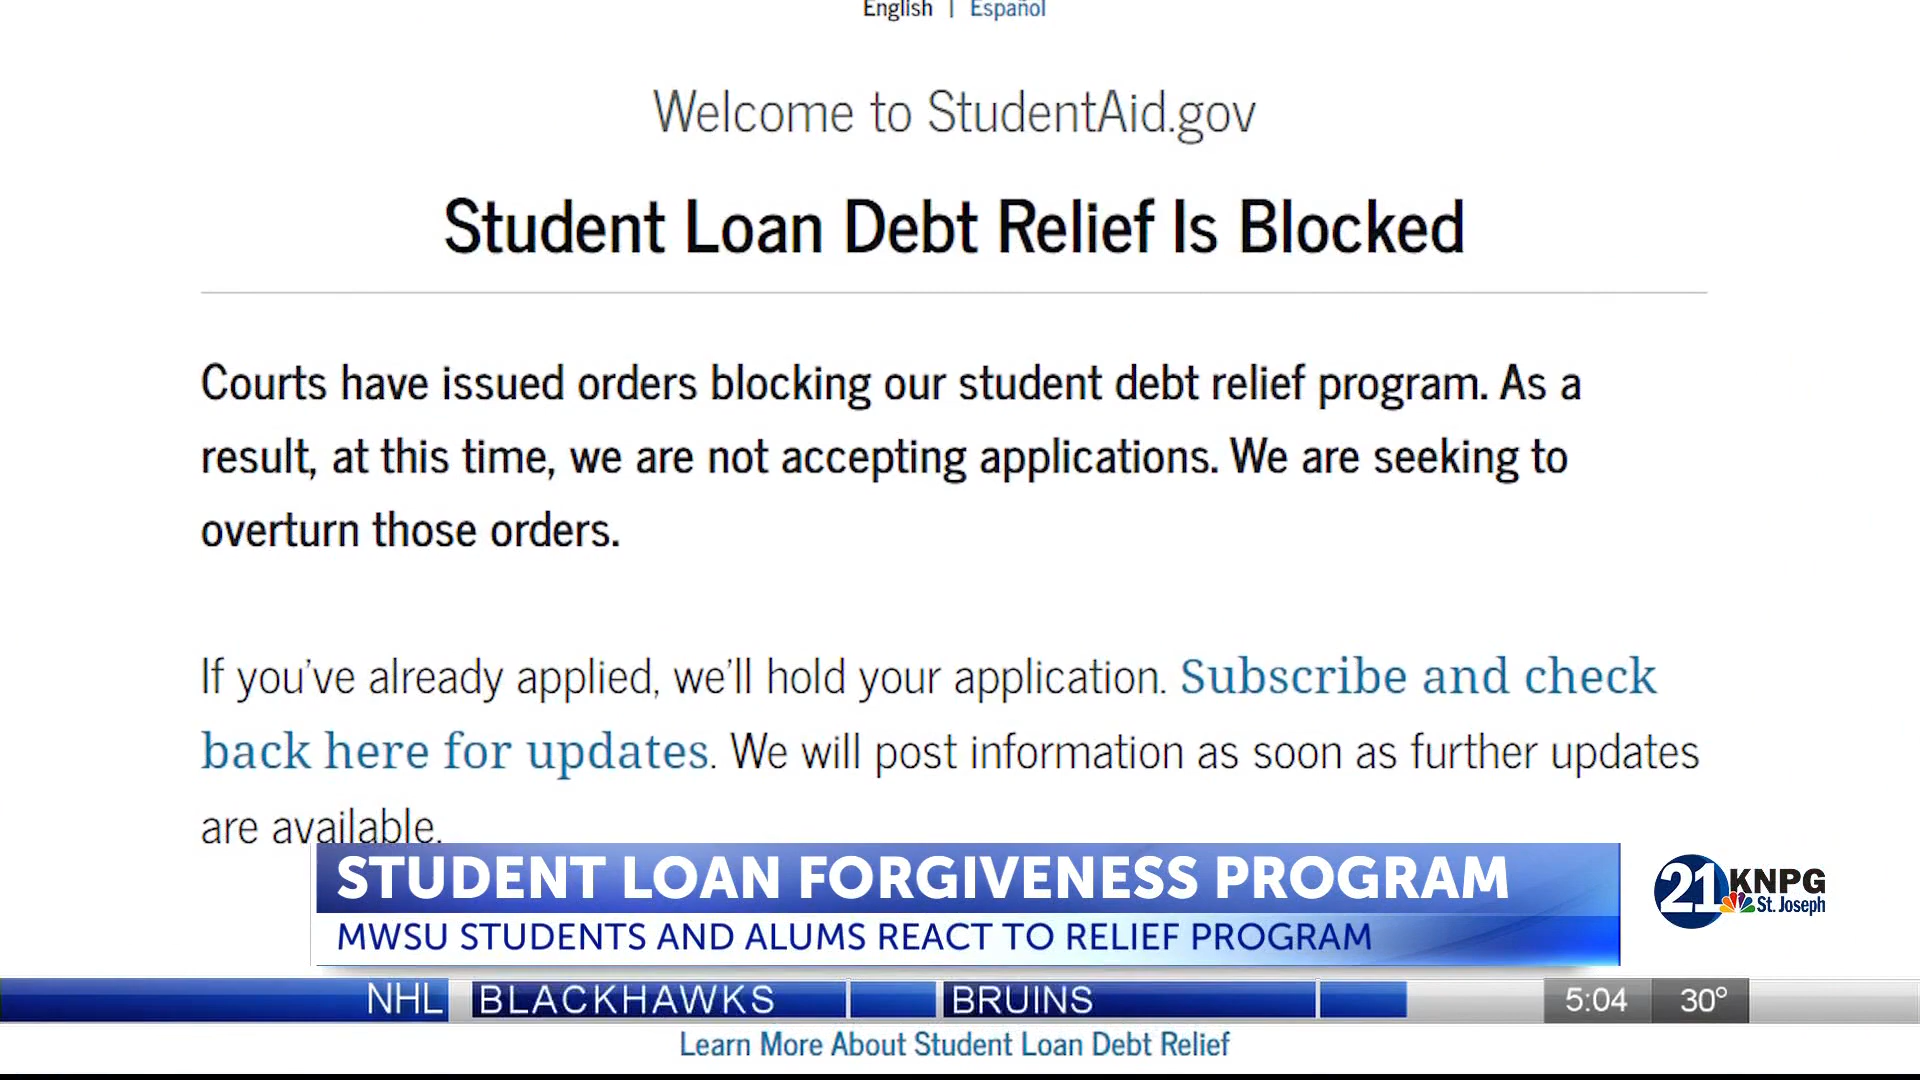 English | Español
Welcome to StudentAid.gov
Student Loan Debt Relief Is Blocked
Courts have issued orders blocking our student debt relief program. As a
result, at this time, we are not accepting applications. We are seeking to
overturn those orders.
If you've already applied, we'll hold your application. Subscribe and check
back here for updates. We will post information as soon as further updates
are available.
STUDENT LOAN FORGIVENESS PROGRAM
MWSU STUDENTS AND ALUMS REACT TO RELIEF PROGRAM
21 KNPG
St. Joseph
NHL BLACKHAWKS BRUINS 5:04 30°
Learn More About Student Loan Debt Relief